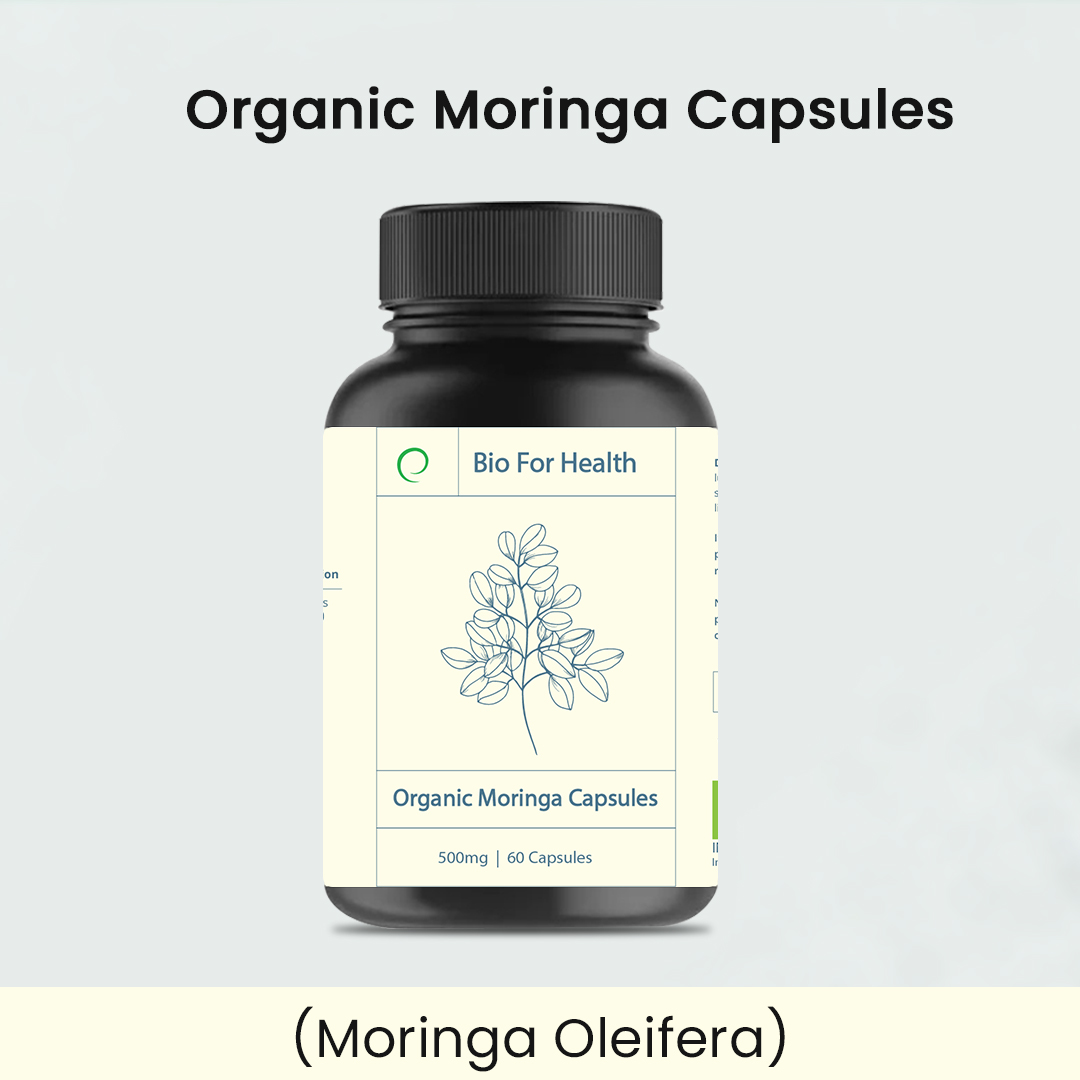 Organic Moringa Capsules
Bio For Health
Organic Moringa Capsules
500mg | 60 Capsules
(Moringa Oleifera)